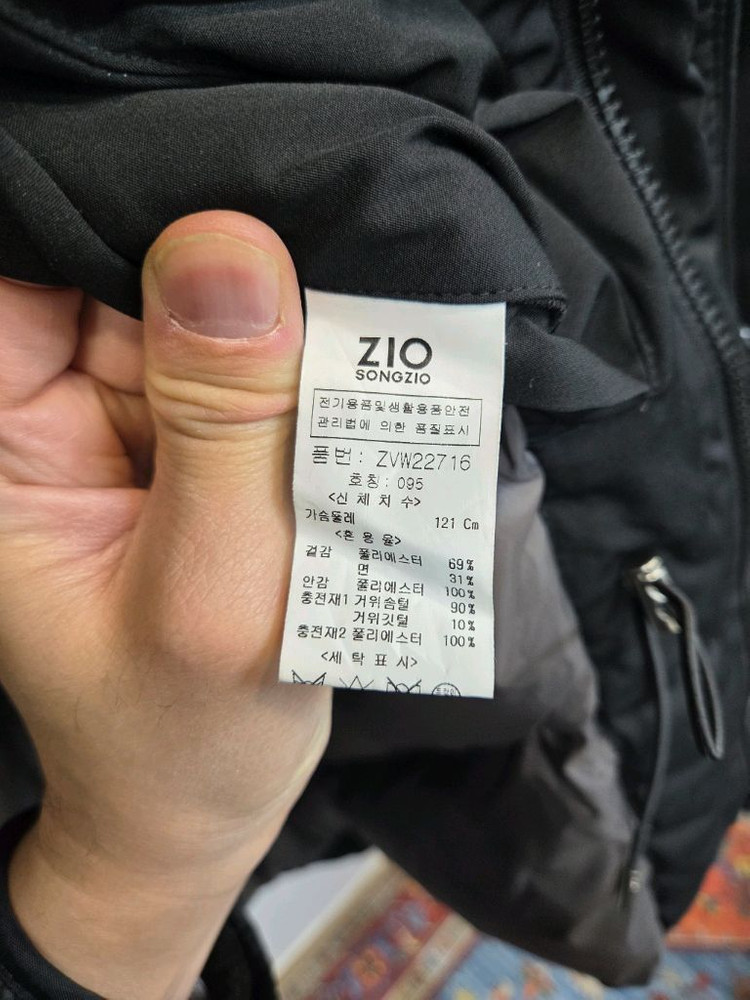 ZIO
SONGZIO
전기용품및생활용품안전
관리법에 의한 품질표시
품번: ZVW22716
호칭: 095
<신 체 치 수>
가슴둘레 121 Cm
<혼 용 율>
겉감 폴리에스터 69%
면 31%
안감 폴리에스터 100%
충전재1 거위솜털 90%
거위깃털 10%
충전재2 폴리에스터 100%
<세 탁 표 시>